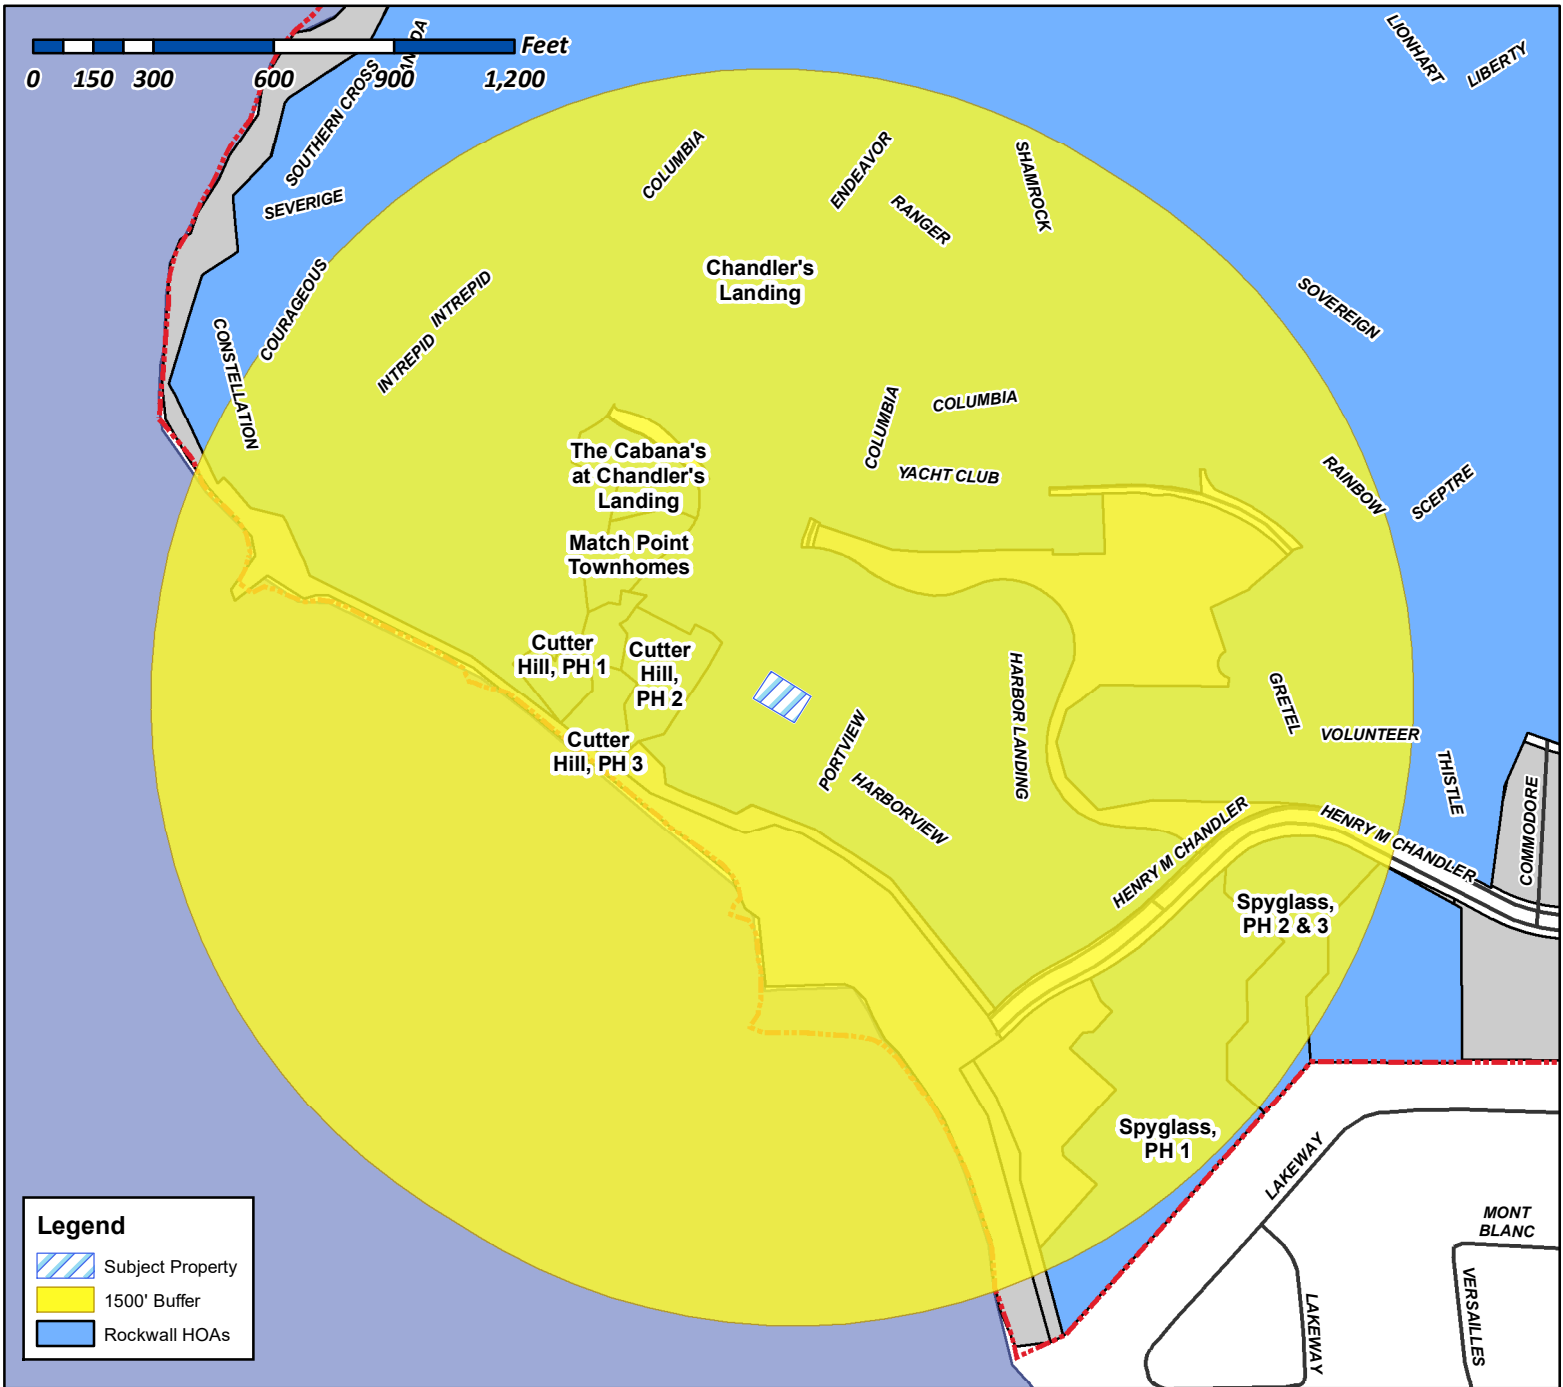 Feet
0 150 300 600 900 1,200
SOUTHERN CROSS
SEVERIGE
COLUMBIA
ENDEAVOR
RANGER
SHAMROCK
LIONHART
LIBERTY
Chandler's
Landing
COURAGEOUS
INTREPID
INTREPID
CONSTELLATION
SOVEREIGN
COLUMBIA
COLUMBIA
YACHT CLUB
RAINBOW
SCEPTRE
The Cabana's
at Chandler's
Landing
Match Point
Townhomes
Cutter
Hill, PH 1
Cutter
Hill,
PH 2
Cutter
Hill, PH 3
PORTVIEW
HARBORVIEW
HARBOR LANDING
GRETEL
VOLUNTEER
THISTLE
COMMODORE
HENRY M CHANDLER
HENRY M CHANDLER
Spyglass,
PH 2 & 3
Spyglass,
PH 1
LAKEWAY
LAKEWAY
MONT
BLANC
VERSAILLES
Legend
Subject Property
1500' Buffer
Rockwall HOAs